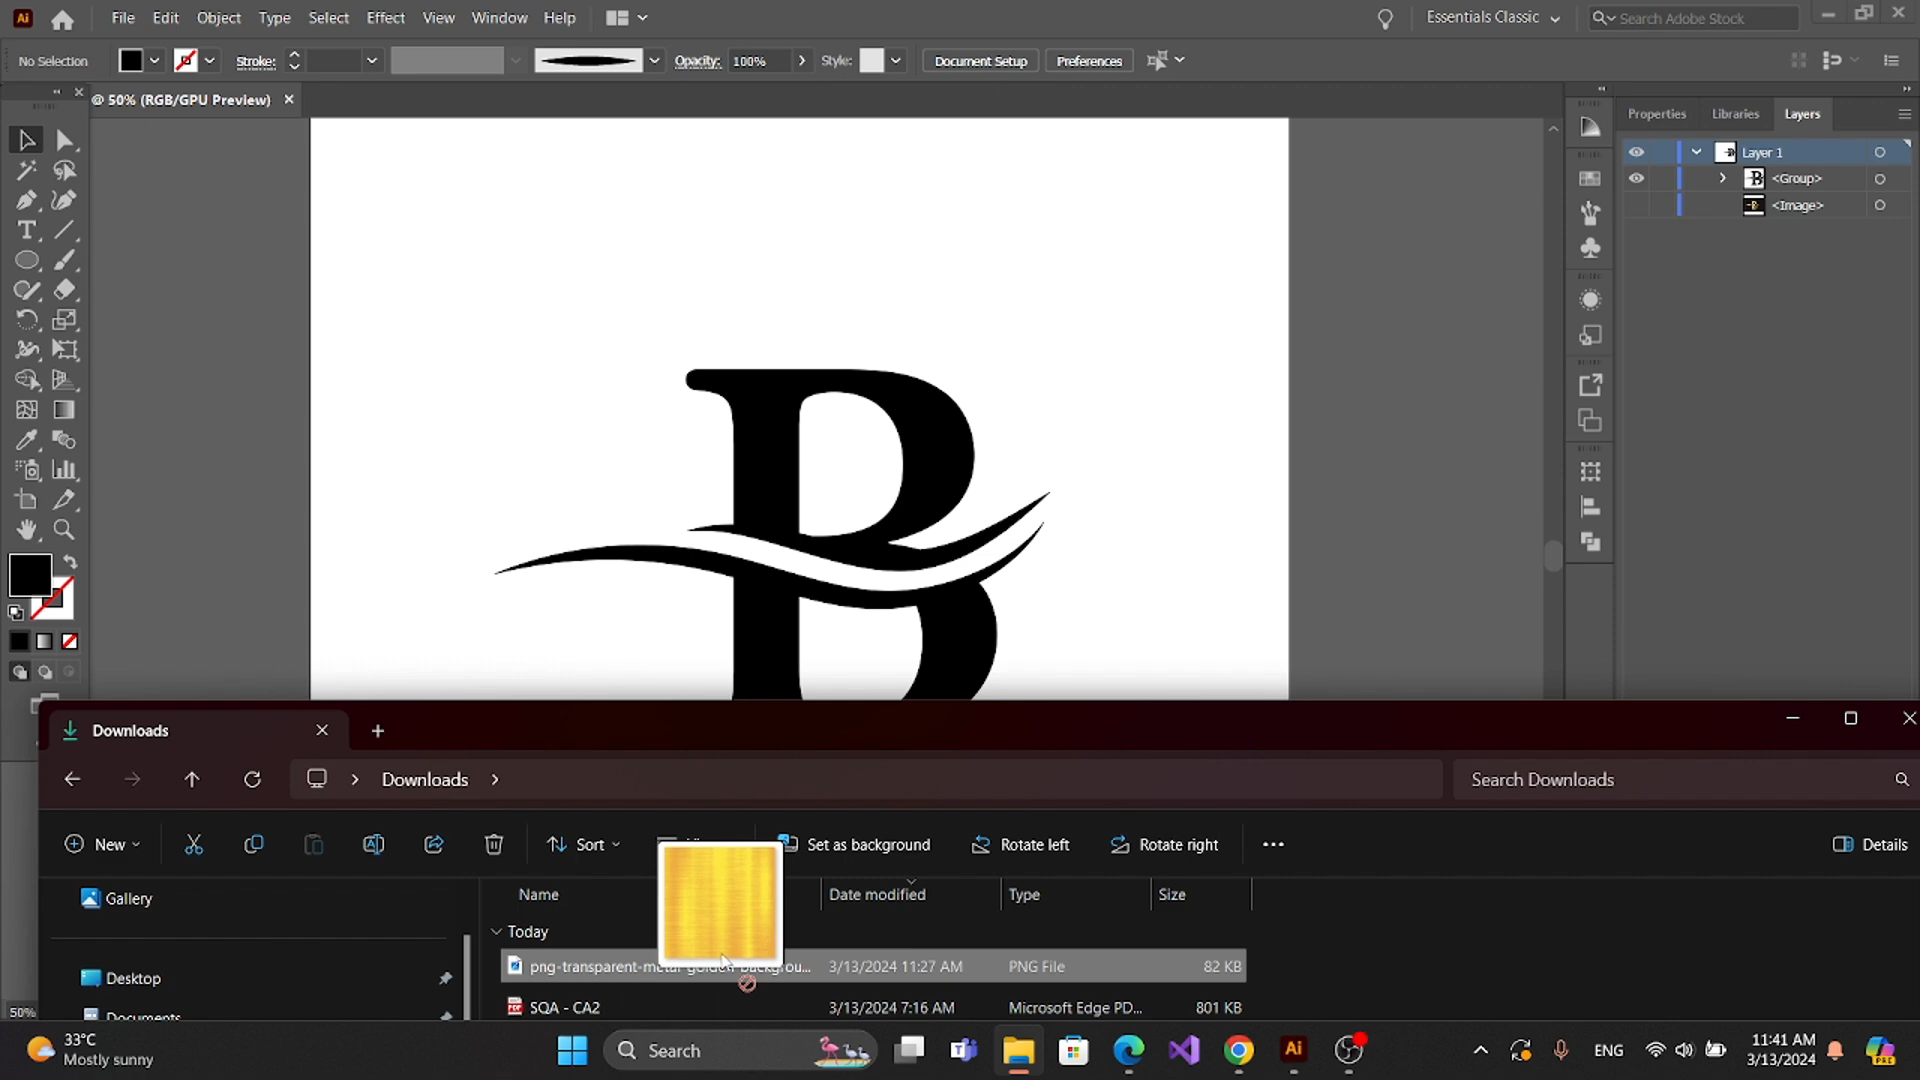 Ai File Edit Object Type Select Effect View Window Help Essentials Classic Search Adobe Stock
No Selection Stroke: Opacity: 100% Style: Document Setup Preferences
@ 50% (RGB/GPU Preview)
Properties Libraries Layers
Layer 1
<Group>
<Image>
B
Downloads
Downloads Search Downloads
New Sort Set as background Rotate left Rotate right Details
Name Date modified Type Size
Gallery
Today
png-transparent-metal-golden-backgrou... 3/13/2024 11:27 AM PNG File 82 KB
Desktop
SQA - CA2 3/13/2024 7:16 AM Microsoft Edge PD... 801 KB
Documents
50%
33°C
Mostly sunny
Search
ENG
11:41 AM
3/13/2024